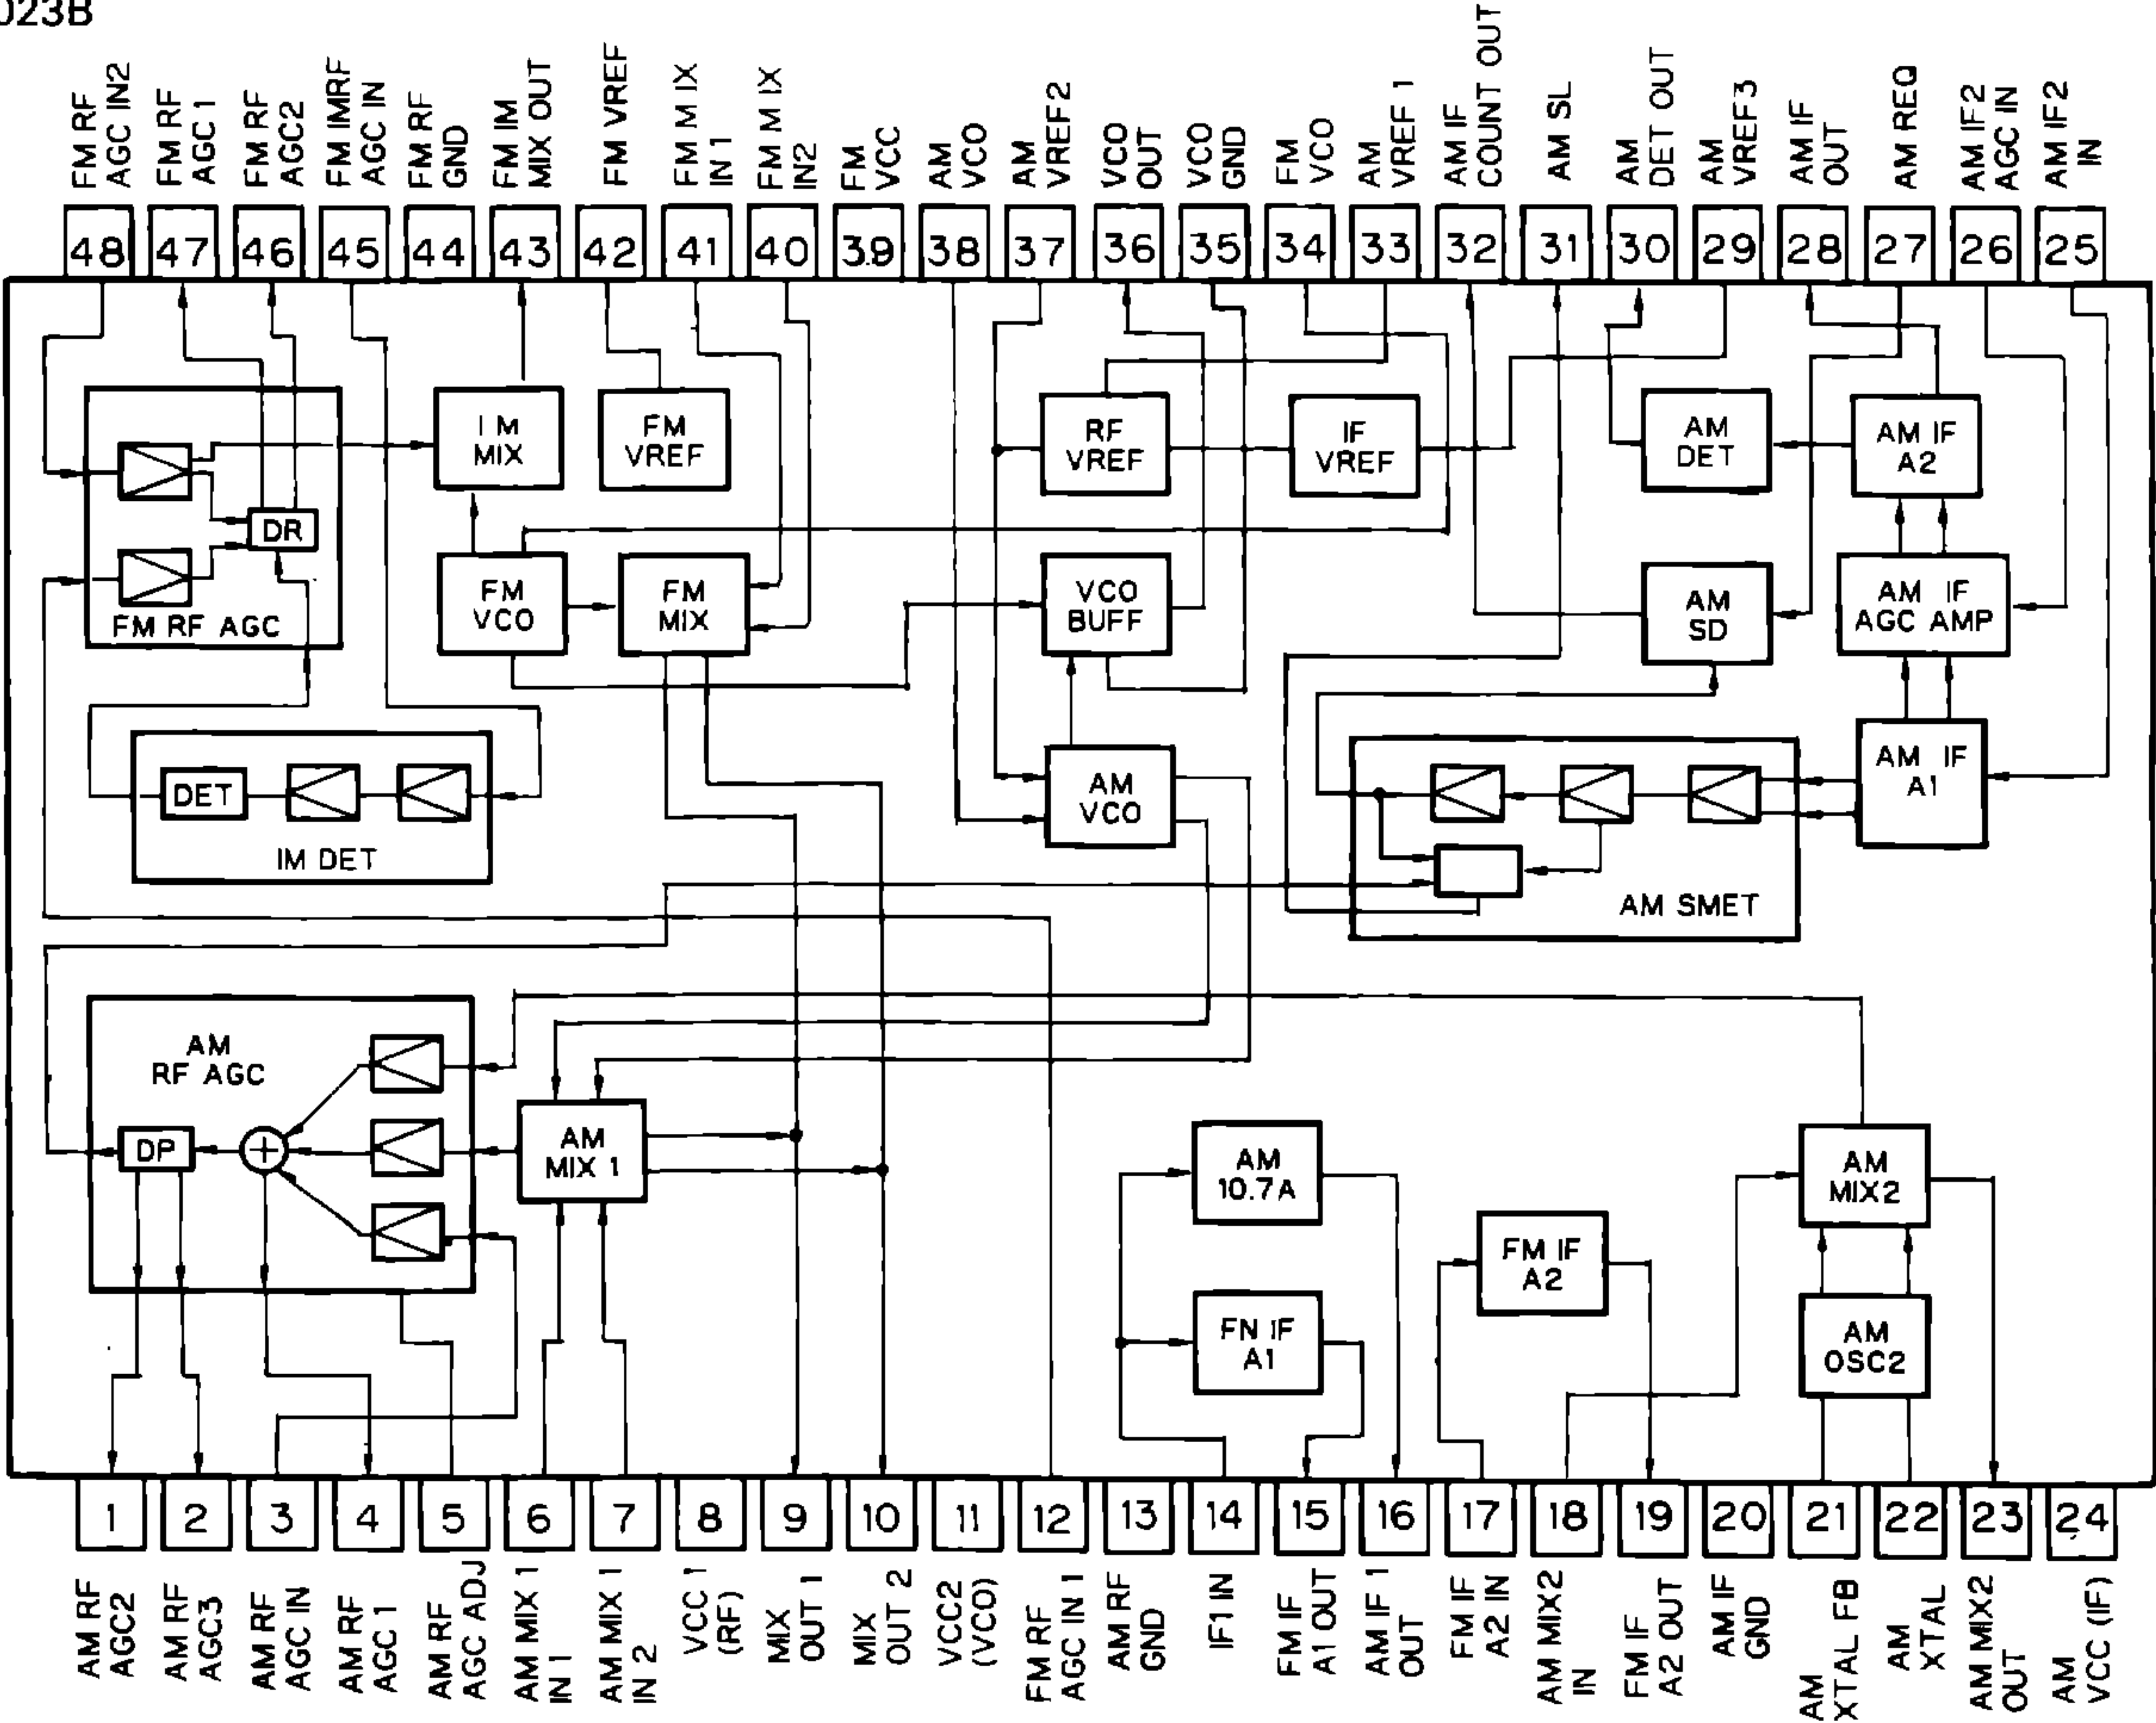 023B
FM RF
AGC IN2
FM RF
AGC1
FM RF
AGC2
FM IMRF
AGC IN
FM RF
GND
FM IM
MIX OUT
FM VREF
FM M IX
IN 1
FM M IX
IN2
FM
VCC
AM
VCO
AM
VREF2
VCO
OUT
VCO
GND
FM
VCO
AM
VREF 1
AM IF
COUNT OUT
AM SL
AM
DET OUT
AM
VREF3
AM IF
OUT
AM REQ
AM IF2
AGC IN
AM IF2
IN
48 47 46 45 44 43 42 41 40 39 38 37 36 35 34 33 32 31 30 29 28 27 26 25
I M
MIX
FM
VREF
RF
VREF
IF
VREF
AM
DET
AM IF
A2
DR
FM RF AGC
FM
VCO
FM
MIX
VCO
BUFF
AM
SD
AM IF
AGC AMP
DET
IM DET
AM
VCO
AM IF
A1
AM SMET
AM
RF AGC
DP
+
AM
MIX 1
AM
10.7A
AM
MIX2
FM IF
A2
FN IF
A1
AM
OSC2
1 2 3 4 5 6 7 8 9 10 11 12 13 14 15 16 17 18 19 20 21 22 23 24
AM RF
AGC2
AM RF
AGC3
AM RF
AGC IN
AM RF
AGC 1
AM RF
AGC ADJ
AM MIX 1
IN 1
AM MIX 1
IN 2
VCC 1
(RF)
MIX
OUT 1
MIX
OUT 2
VCC2
(VCO)
FM RF
AGC IN 1
AM RF
GND
IF1 IN
FM IF
A1 OUT
AM IF 1
OUT
FM IF
A2 IN
AM MIX2
IN
FM IF
A2 OUT
AM IF
GND
AM
XTAL FB
AM
XTAL
AM MIX2
OUT
AM
VCC (IF)